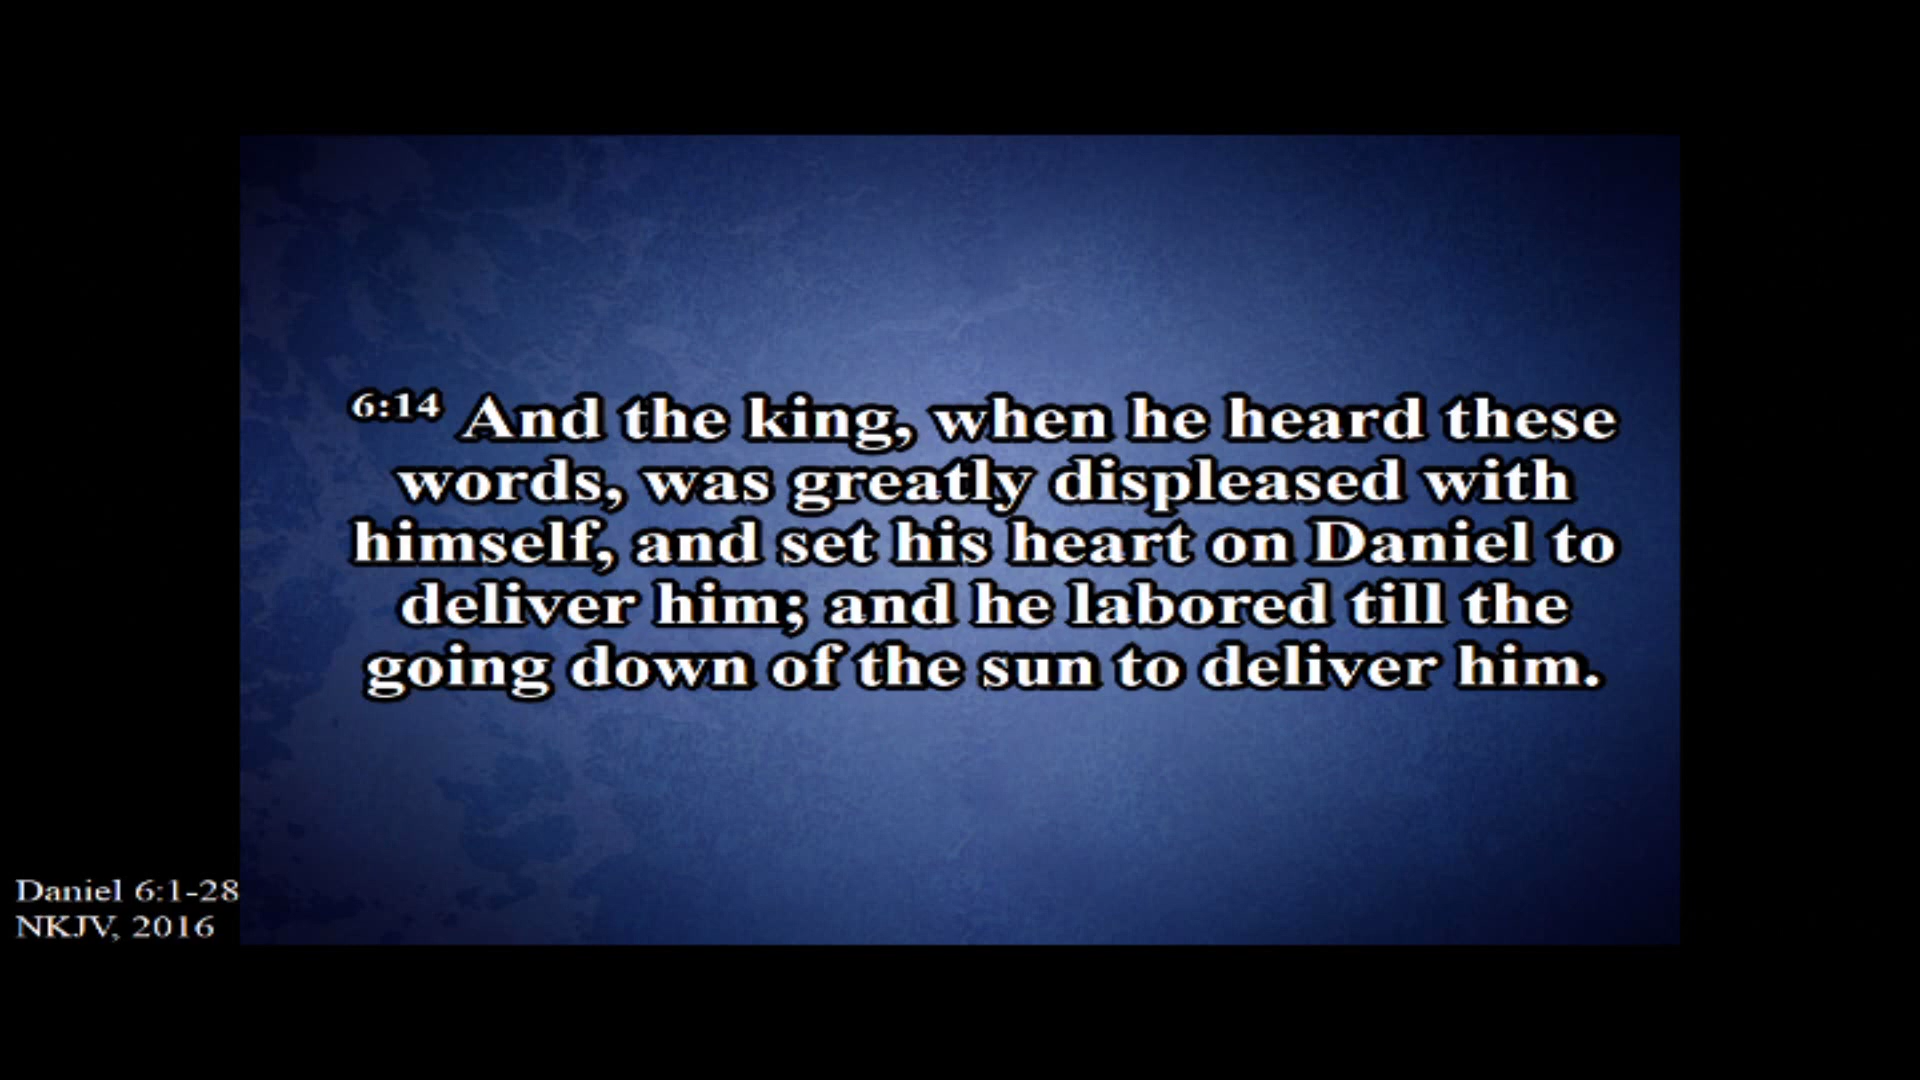 6:14 And the king, when he heard these
words, was greatly displeased with
himself, and set his heart on Daniel to
deliver him; and he labored till the
going down of the sun to deliver him.
Daniel 6:1-28
NKJV, 2016